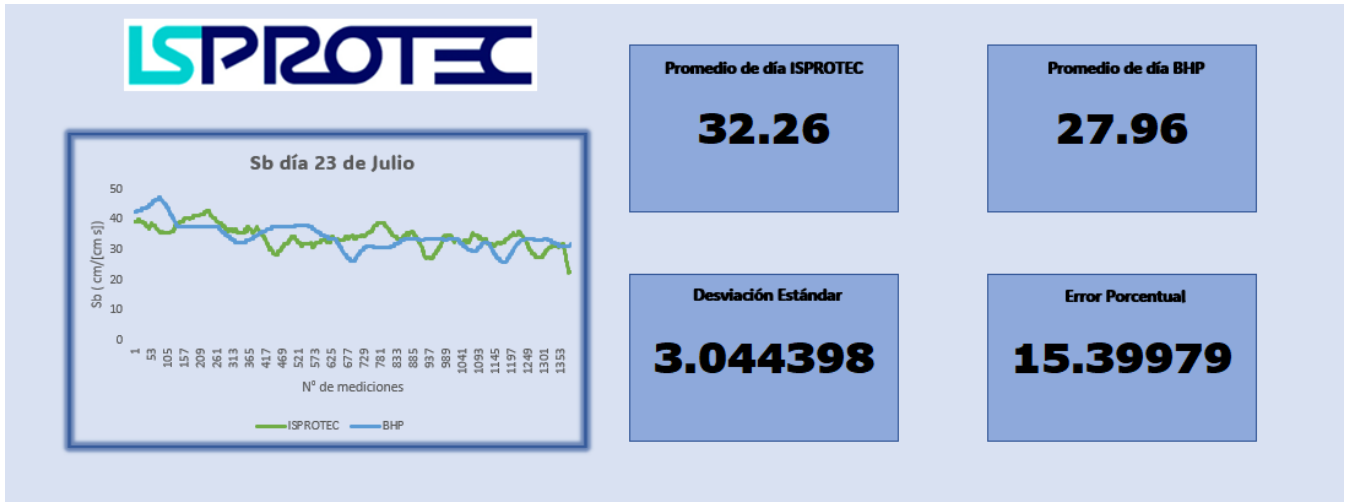 ISPROTEC
Promedio de día ISPROTEC
32.26
Promedio de día BHP
27.96
Sb día 23 de Julio
50
40
30
20
10
0
Sb ( cm/[cm s])
1 53 105 157 209 261 313 365 417 469 521 573 625 677 729 781 833 885 937 989 1041 1093 1145 1197 1249 1301 1353
N° de mediciones
ISPROTEC BHP
Desviación Estándar
3.044398
Error Porcentual
15.39979